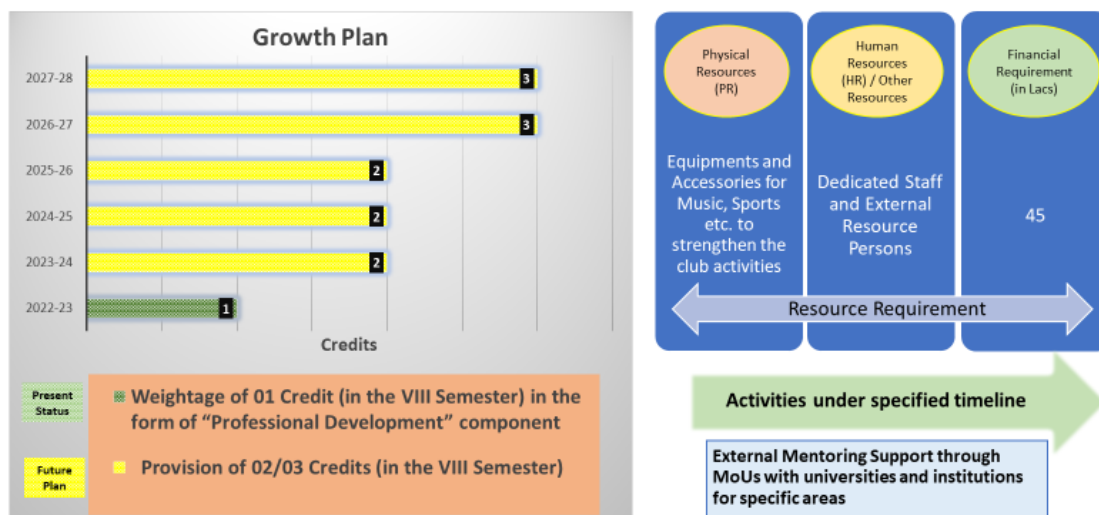 Growth Plan
2027-28
3
2026-27
3
2025-26
2
2024-25
2
2023-24
2
2022-23
1
Credits
Present
Status
Weightage of 01 Credit (in the VIII Semester) in the
form of “Professional Development” component
Future
Plan
Provision of 02/03 Credits (in the VIII Semester)
Physical
Resources
(PR)
Equipments and
Accessories for
Music, Sports
etc. to
strengthen the
club activities
Human
Resources
(HR) / Other
Resources
Dedicated Staff
and External
Resource
Persons
Financial
Requirement
(in Lacs)
45
Resource Requirement
Activities under specified timeline
External Mentoring Support through
MoUs with universities and institutions
for specific areas